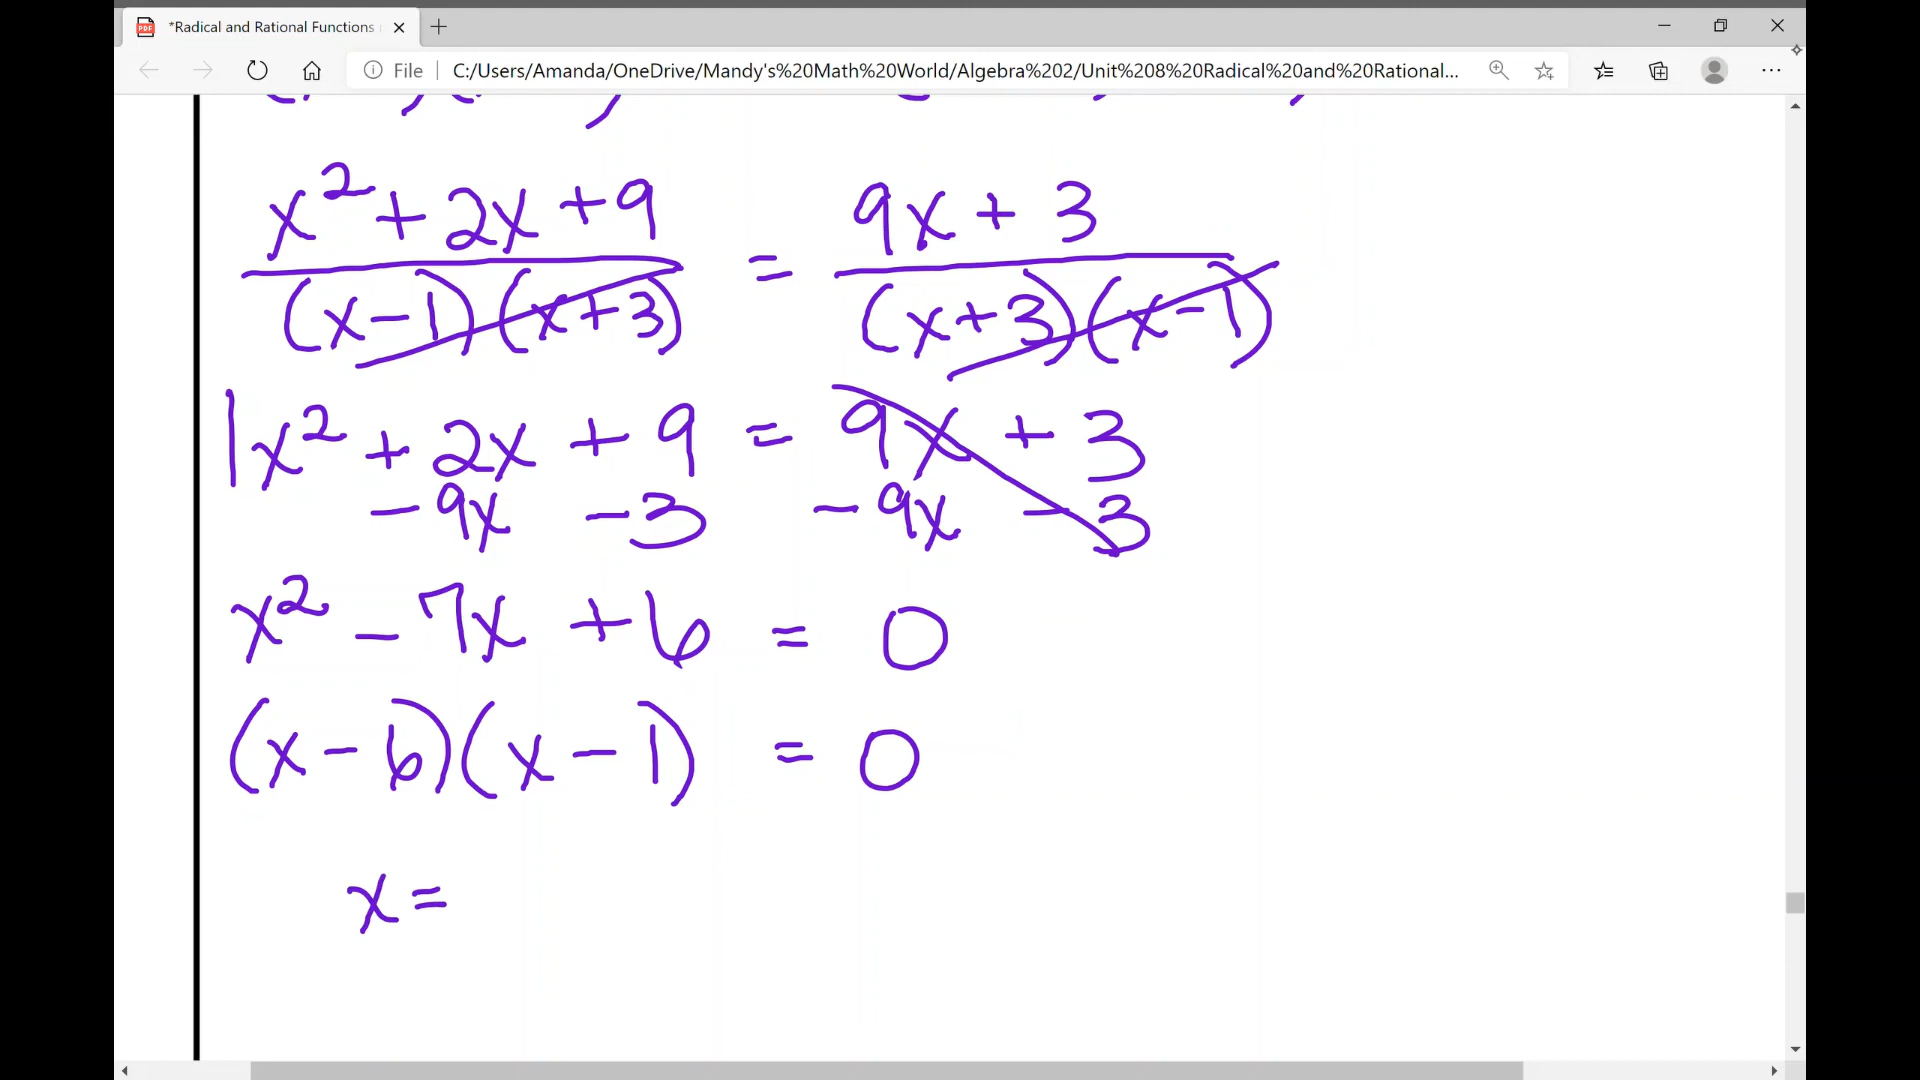 *Radical and Rational Functions
File C:/Users/Amanda/OneDrive/Mandy's%20Math%20World/Algebra%202/Unit%208%20Radical%20and%20Rational...
x² + 2x + 9 = 9x + 3
(x - 1)(x + 3) (x + 3)(x - 1)
1x² + 2x + 9 = 9x + 3
- 9x - 3 - 9x - 3
x² - 7x + 6 = 0
(x - 6)(x - 1) = 0
x =